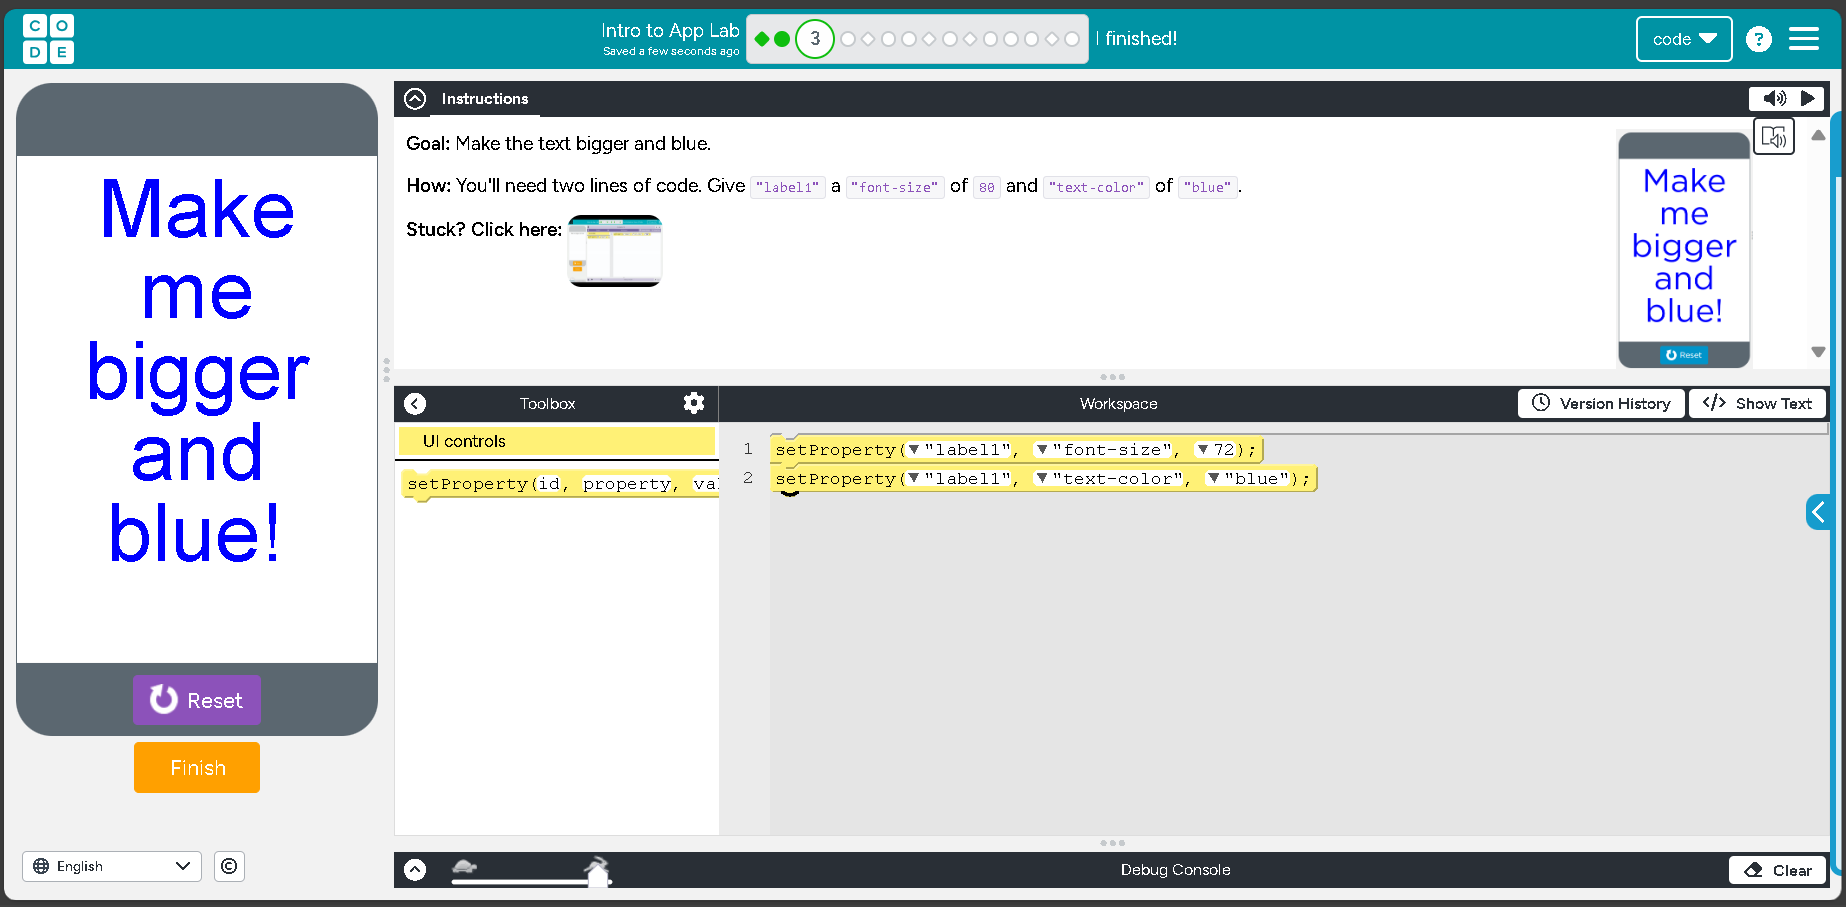 CODE
Intro to App Lab
Saved a few seconds ago
3
I finished!
code
?
Instructions
Goal: Make the text bigger and blue.
How: You'll need two lines of code. Give "label1" a "font-size" of 80 and "text-color" of "blue".
Stuck? Click here:
Make
me
bigger
and
blue!
Reset
Make
me
bigger
and
blue!
Reset
Finish
Toolbox
Workspace
Version History
</> Show Text
UI controls
setProperty(id, property, val
1 setProperty(▼"label1", ▼"font-size", ▼72);
2 setProperty(▼"label1", ▼"text-color", ▼"blue");
English
©
Debug Console
Clear